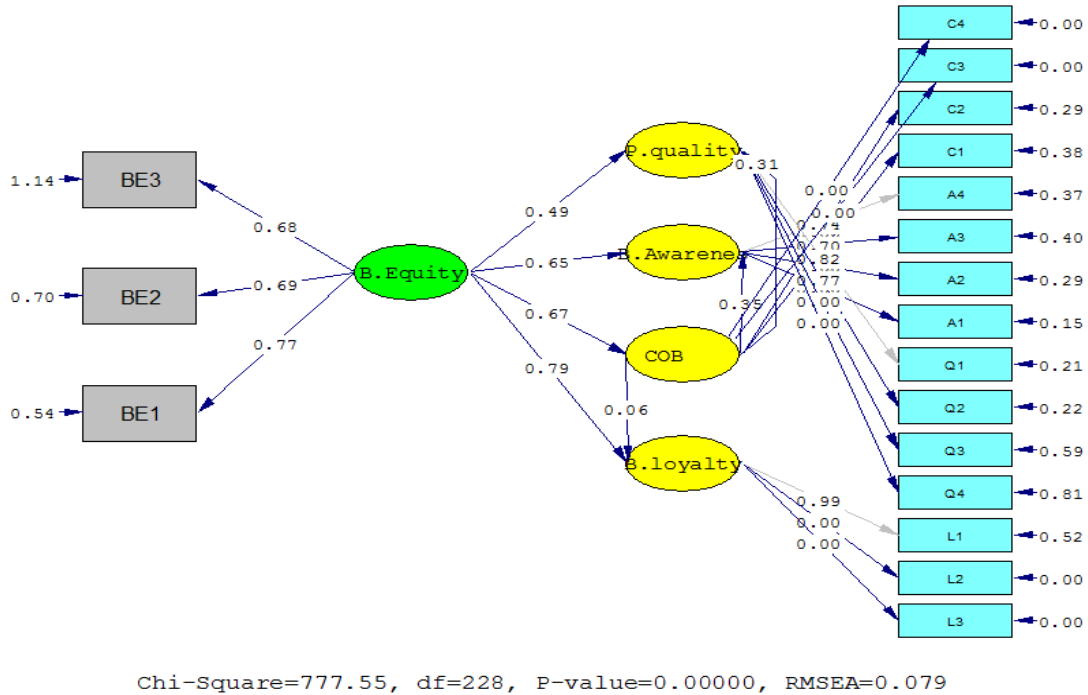 C4
0.00
C3
0.00
C2
0.29
C1
0.38
A4
0.37
A3
0.40
A2
0.29
A1
0.15
Q1
0.21
Q2
0.22
Q3
0.59
Q4
0.81
L1
0.52
L2
0.00
L3
0.00
1.14
BE3
0.70
BE2
0.54
BE1
0.68
0.69
0.77
B.Equity
0.49
0.65
0.67
0.79
P.quality
B.Awarenes
COB
B.loyalty
0.31
0.35
0.06
0.00
0.00
0.70
0.82
0.77
0.00
0.00
0.99
0.00
0.00
Chi-Square=777.55, df=228, P-value=0.00000, RMSEA=0.079